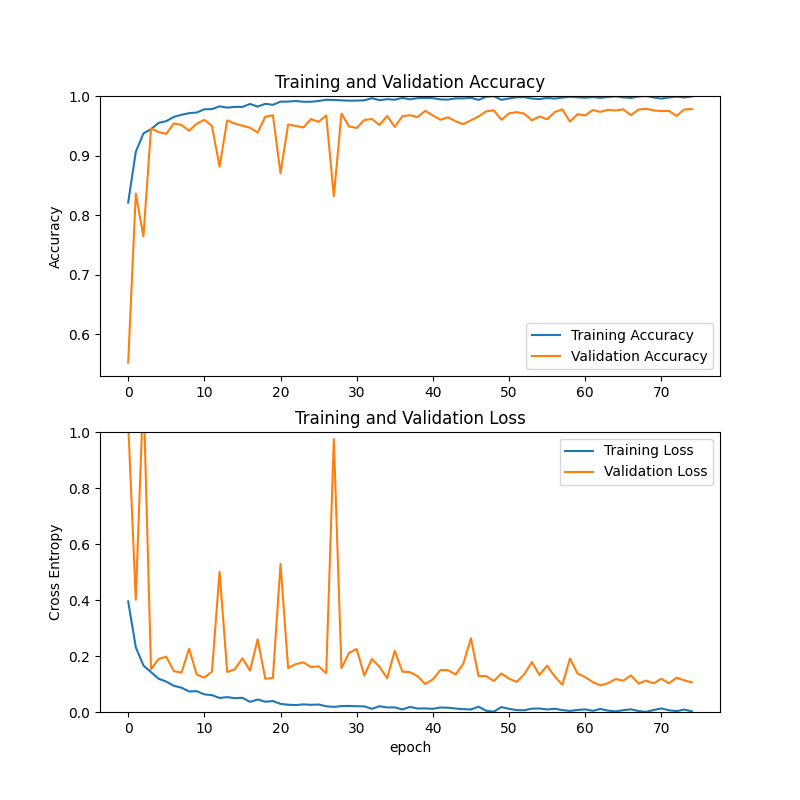 Training and Validation Accuracy
1.0
0.9
0.8
0.7
0.6
Accuracy
Training Accuracy
Validation Accuracy
0 10 20 30 40 50 60 70
Training and Validation Loss
1.0
0.8
0.6
0.4
0.2
0.0
Cross Entropy
Training Loss
Validation Loss
0 10 20 30 40 50 60 70
epoch